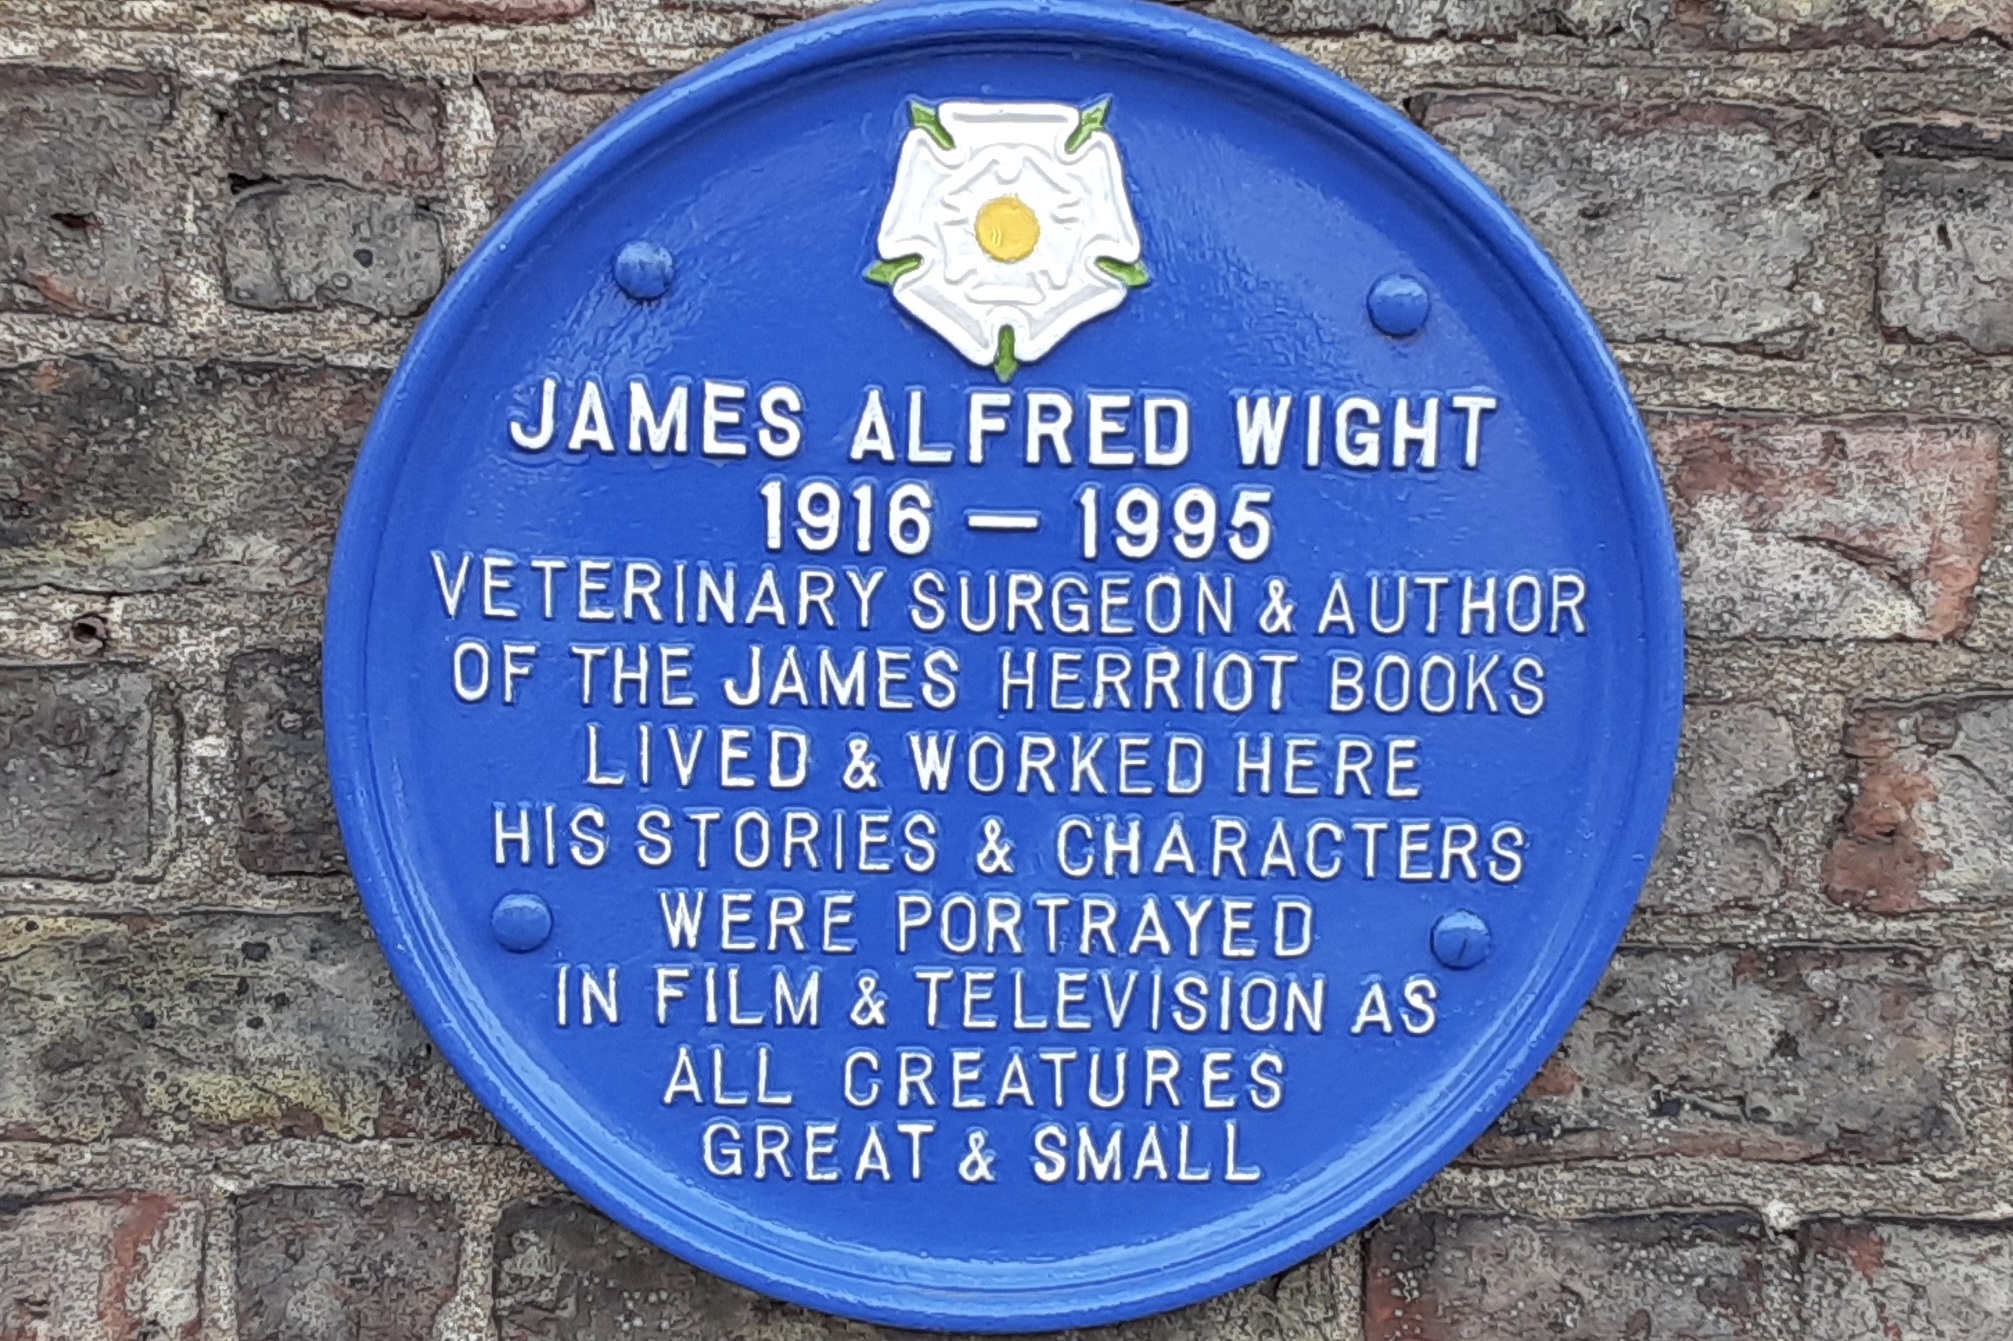 JAMES ALFRED WIGHT
1916 — 1995
VETERINARY SURGEON & AUTHOR
OF THE JAMES HERRIOT BOOKS
LIVED & WORKED HERE
HIS STORIES & CHARACTERS
WERE PORTRAYED
IN FILM & TELEVISION AS
ALL CREATURES
GREAT & SMALL